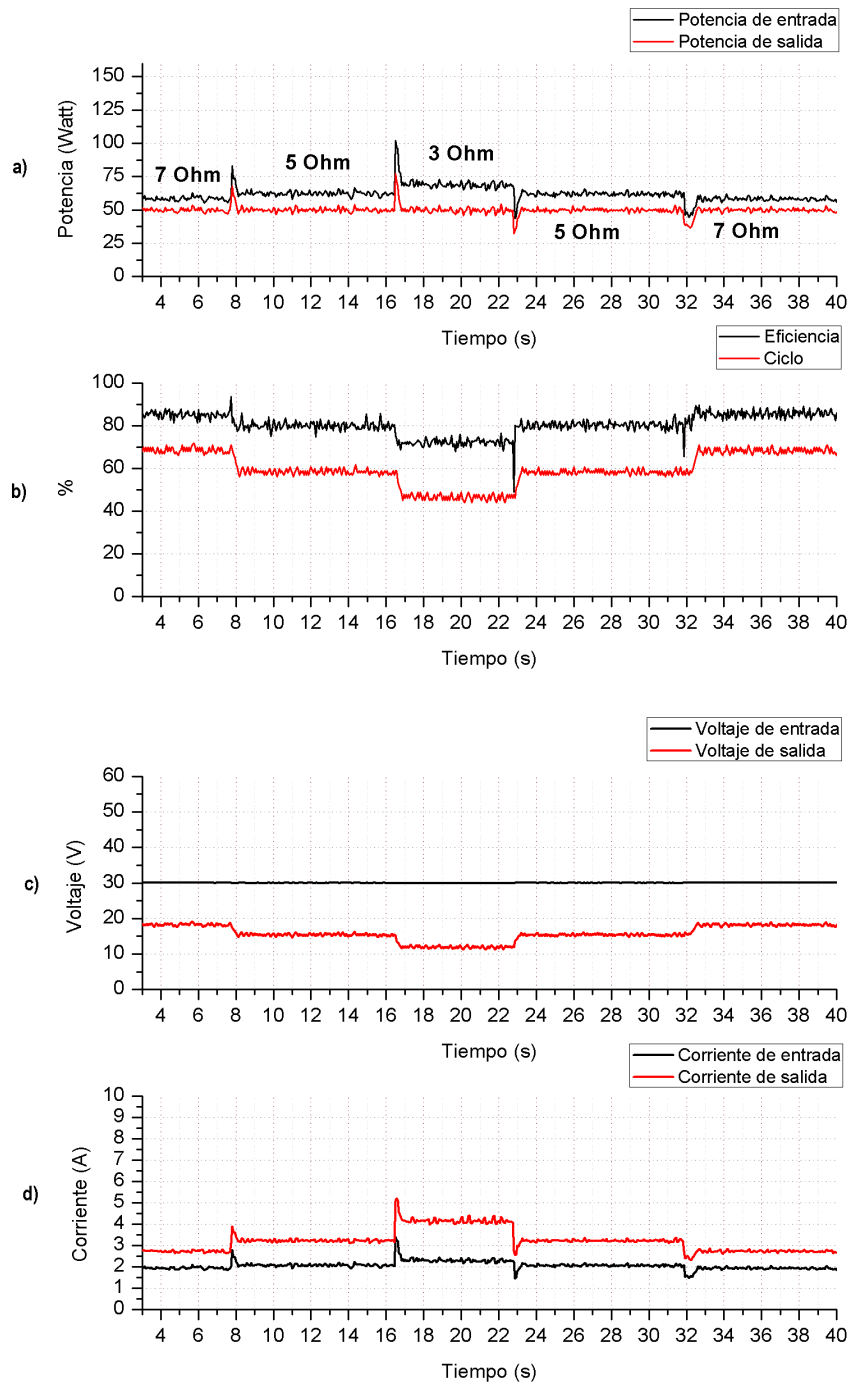 Potencia de entrada
Potencia de salida
a)
Potencia (Watt)
150
125
100
75
50
25
0
7 Ohm
5 Ohm
3 Ohm
5 Ohm
7 Ohm
4 6 8 10 12 14 16 18 20 22 24 26 28 30 32 34 36 38 40
Tiempo (s)
Eficiencia
Ciclo
b)
%
100
80
60
40
20
0
4 6 8 10 12 14 16 18 20 22 24 26 28 30 32 34 36 38 40
Tiempo (s)
Voltaje de entrada
Voltaje de salida
c)
Voltaje (V)
60
50
40
30
20
10
0
4 6 8 10 12 14 16 18 20 22 24 26 28 30 32 34 36 38 40
Tiempo (s)
Corriente de entrada
Corriente de salida
d)
Corriente (A)
10
9
8
7
6
5
4
3
2
1
0
4 6 8 10 12 14 16 18 20 22 24 26 28 30 32 34 36 38 40
Tiempo (s)